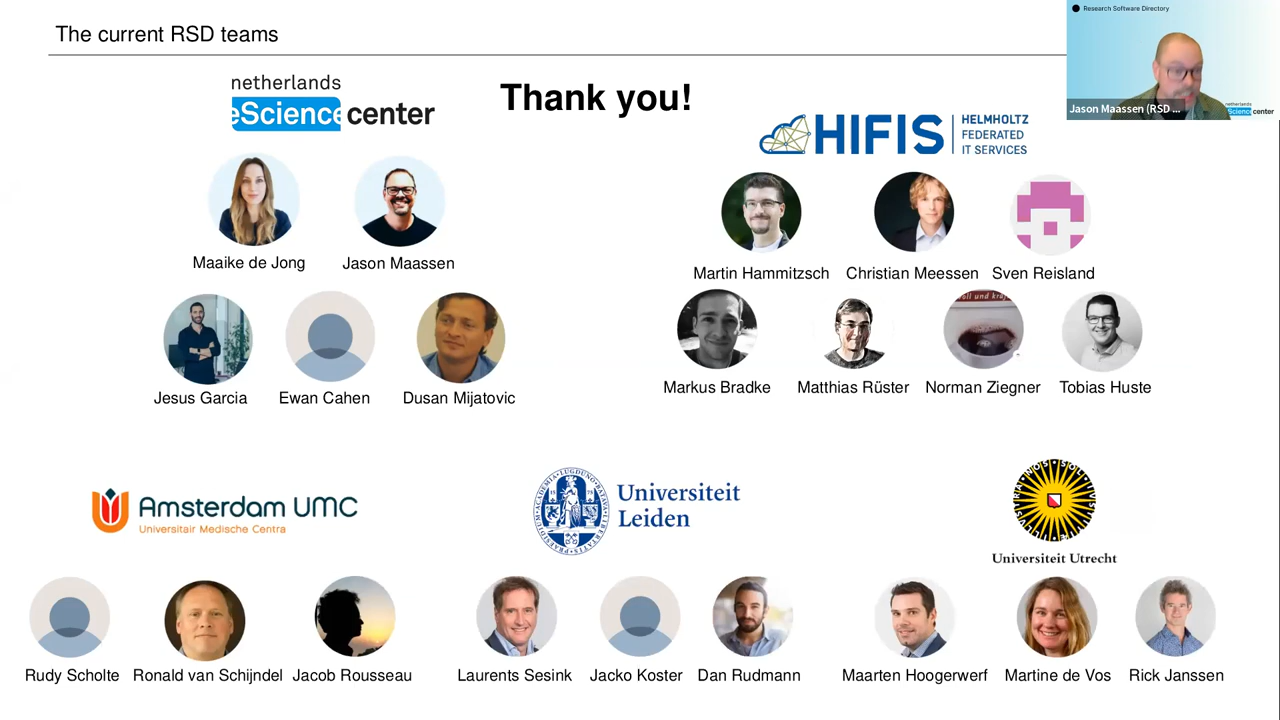 The current RSD teams
Research Software Directory
Jason Maassen (RSD ...
netherlands
eScience center
Thank you!
netherlands
eScience center
HIFIS
HELMHOLTZ
FEDERATED
IT SERVICES
Maaike de Jong
Jason Maassen
Martin Hammitzsch
Christian Meessen
Sven Reisland
Jesus Garcia
Ewan Cahen
Dusan Mijatovic
Markus Bradke
Matthias Rüster
Norman Ziegner
Tobias Huste
Amsterdam UMC
Universitair Medische Centra
Universiteit
Leiden
Universiteit Utrecht
Rudy Scholte
Ronald van Schijndel
Jacob Rousseau
Laurents Sesink
Jacko Koster
Dan Rudmann
Maarten Hoogerwerf
Martine de Vos
Rick Janssen